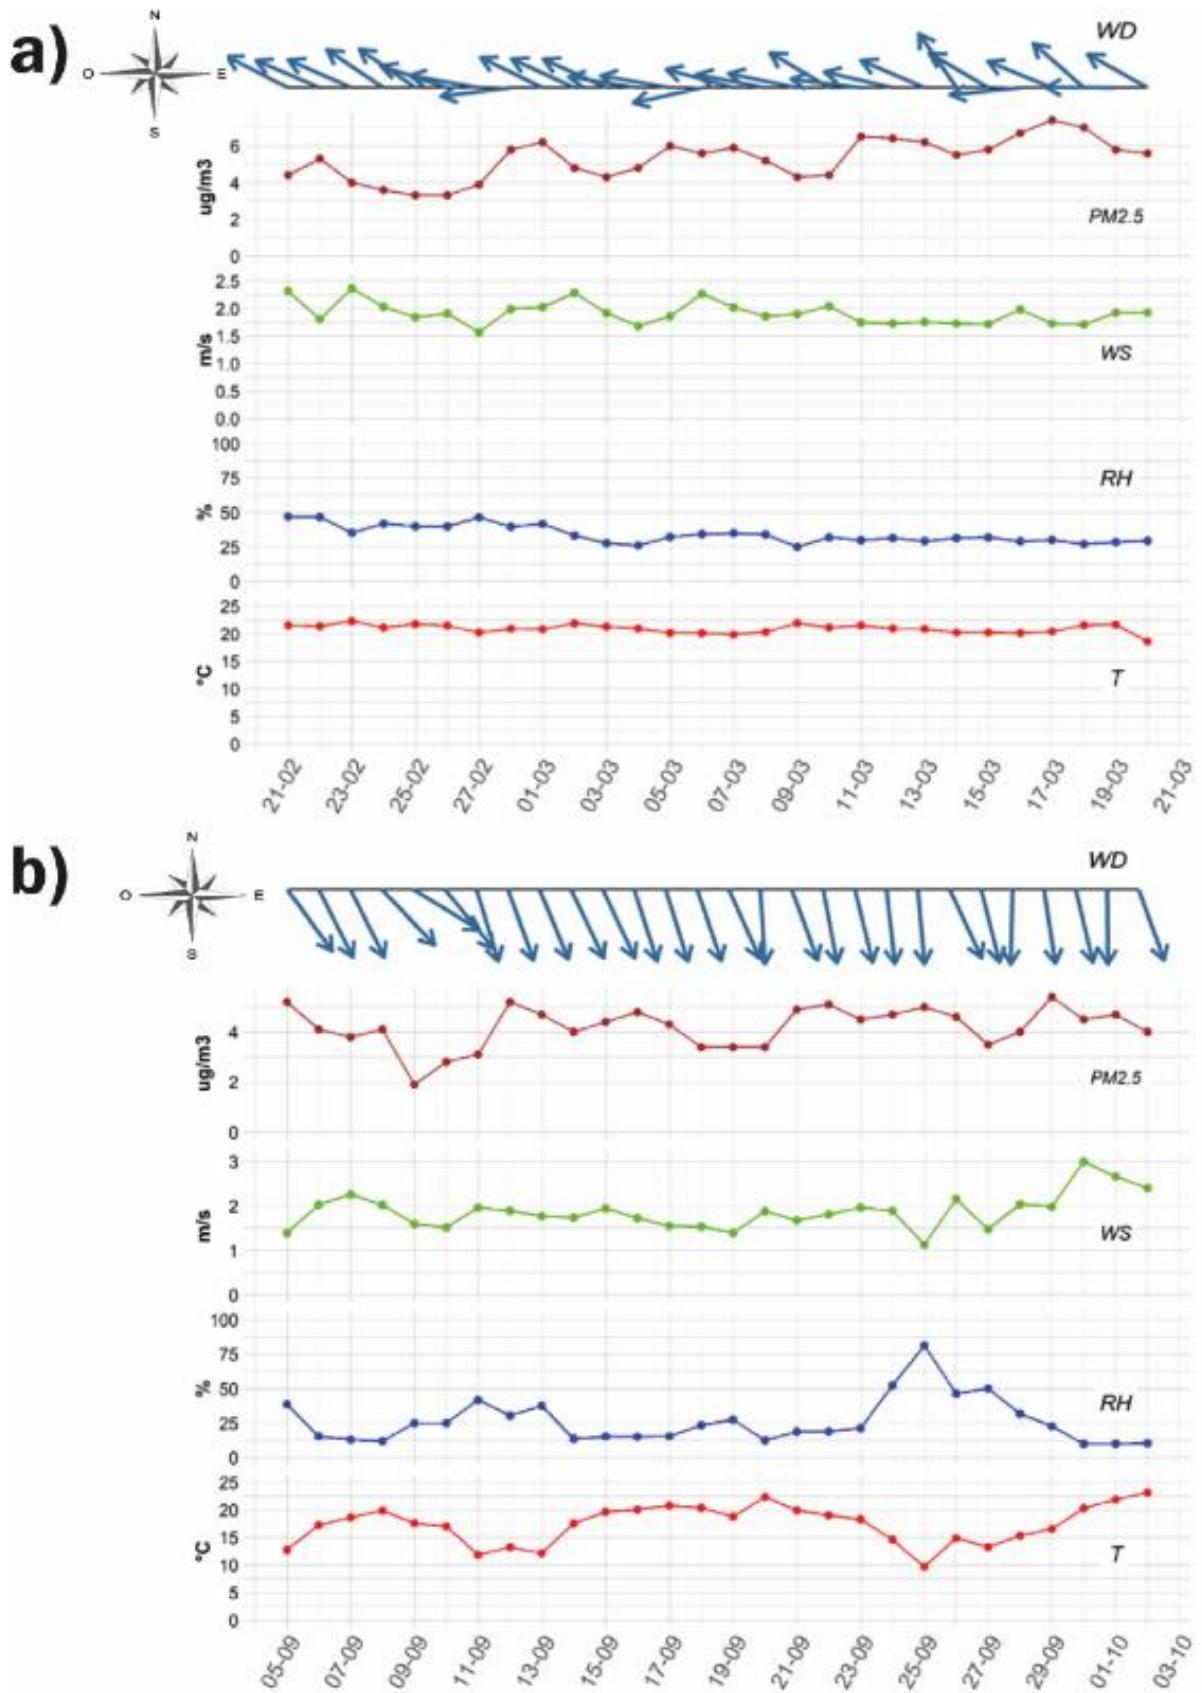 a)
N
O E
S
WD
6
4
2
0
ug/m3
PM2.5
2.5
2.0
1.5
1.0
0.5
0.0
m/s
WS
100
75
50
25
0
%
RH
25
20
15
10
5
0
°C
T
21-02 23-02 25-02 27-02 01-03 03-03 05-03 07-03 09-03 11-03 13-03 15-03 17-03 19-03 21-03
b)
N
O E
S
WD
4
2
0
ug/m3
PM2.5
3
2
1
0
m/s
WS
100
75
50
25
0
%
RH
25
20
15
10
5
0
°C
T
05-09 07-09 09-09 11-09 13-09 15-09 17-09 19-09 21-09 23-09 25-09 27-09 29-09 01-10 03-10